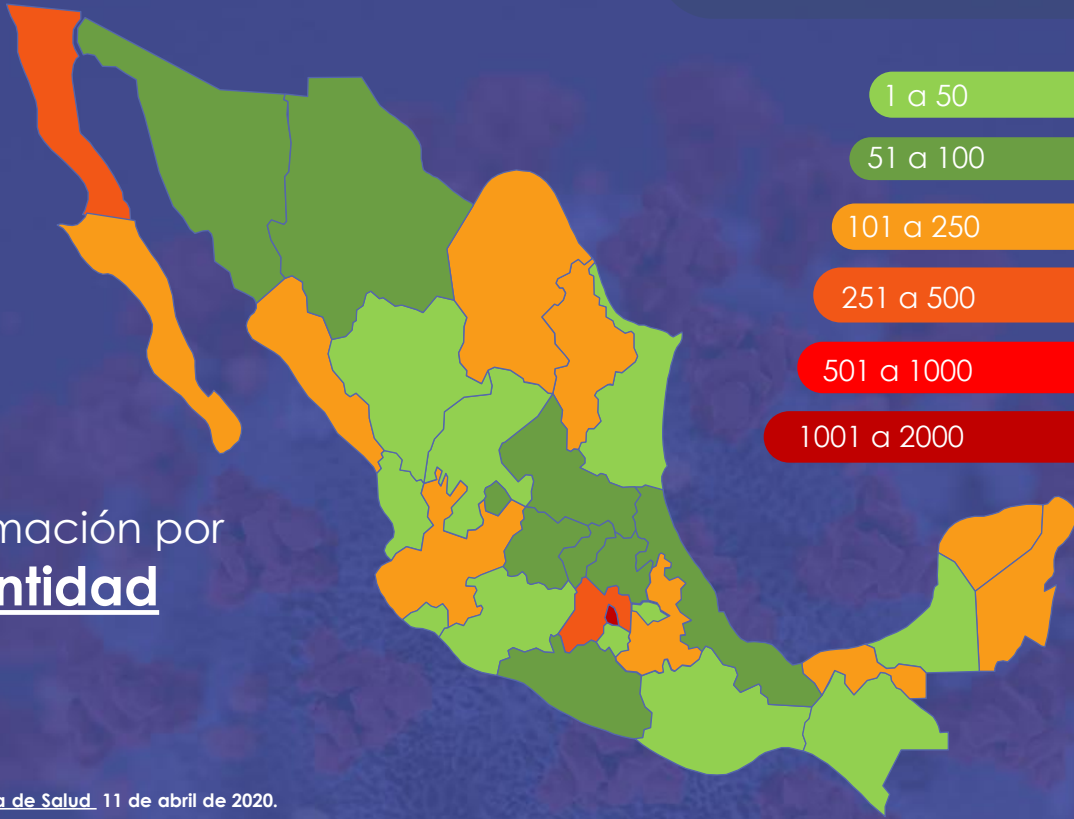 1 a 50
51 a 100
101 a 250
251 a 500
501 a 1000
1001 a 2000
mación por
ntidad
a de Salud 11 de abril de 2020.